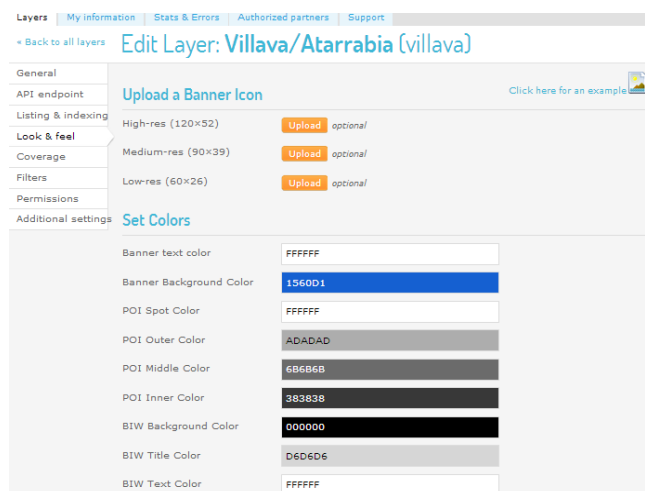 Layers My information Stats & Errors Authorized partners Support
« Back to all layers Edit Layer: Villava/Atarrabia (villava)
General
API endpoint
Listing & indexing
Look & feel
Coverage
Filters
Permissions
Additional settings
Upload a Banner Icon Click here for an example
High-res (120×52) Upload optional
Medium-res (90×39) Upload optional
Low-res (60×26) Upload optional
Set Colors
Banner text color FFFFFF
Banner Background Color 1560D1
POI Spot Color FFFFFF
POI Outer Color ADADAD
POI Middle Color 6B6B6B
POI Inner Color 383838
BIW Background Color 000000
BIW Title Color D6D6D6
BIW Text Color FFFFFF